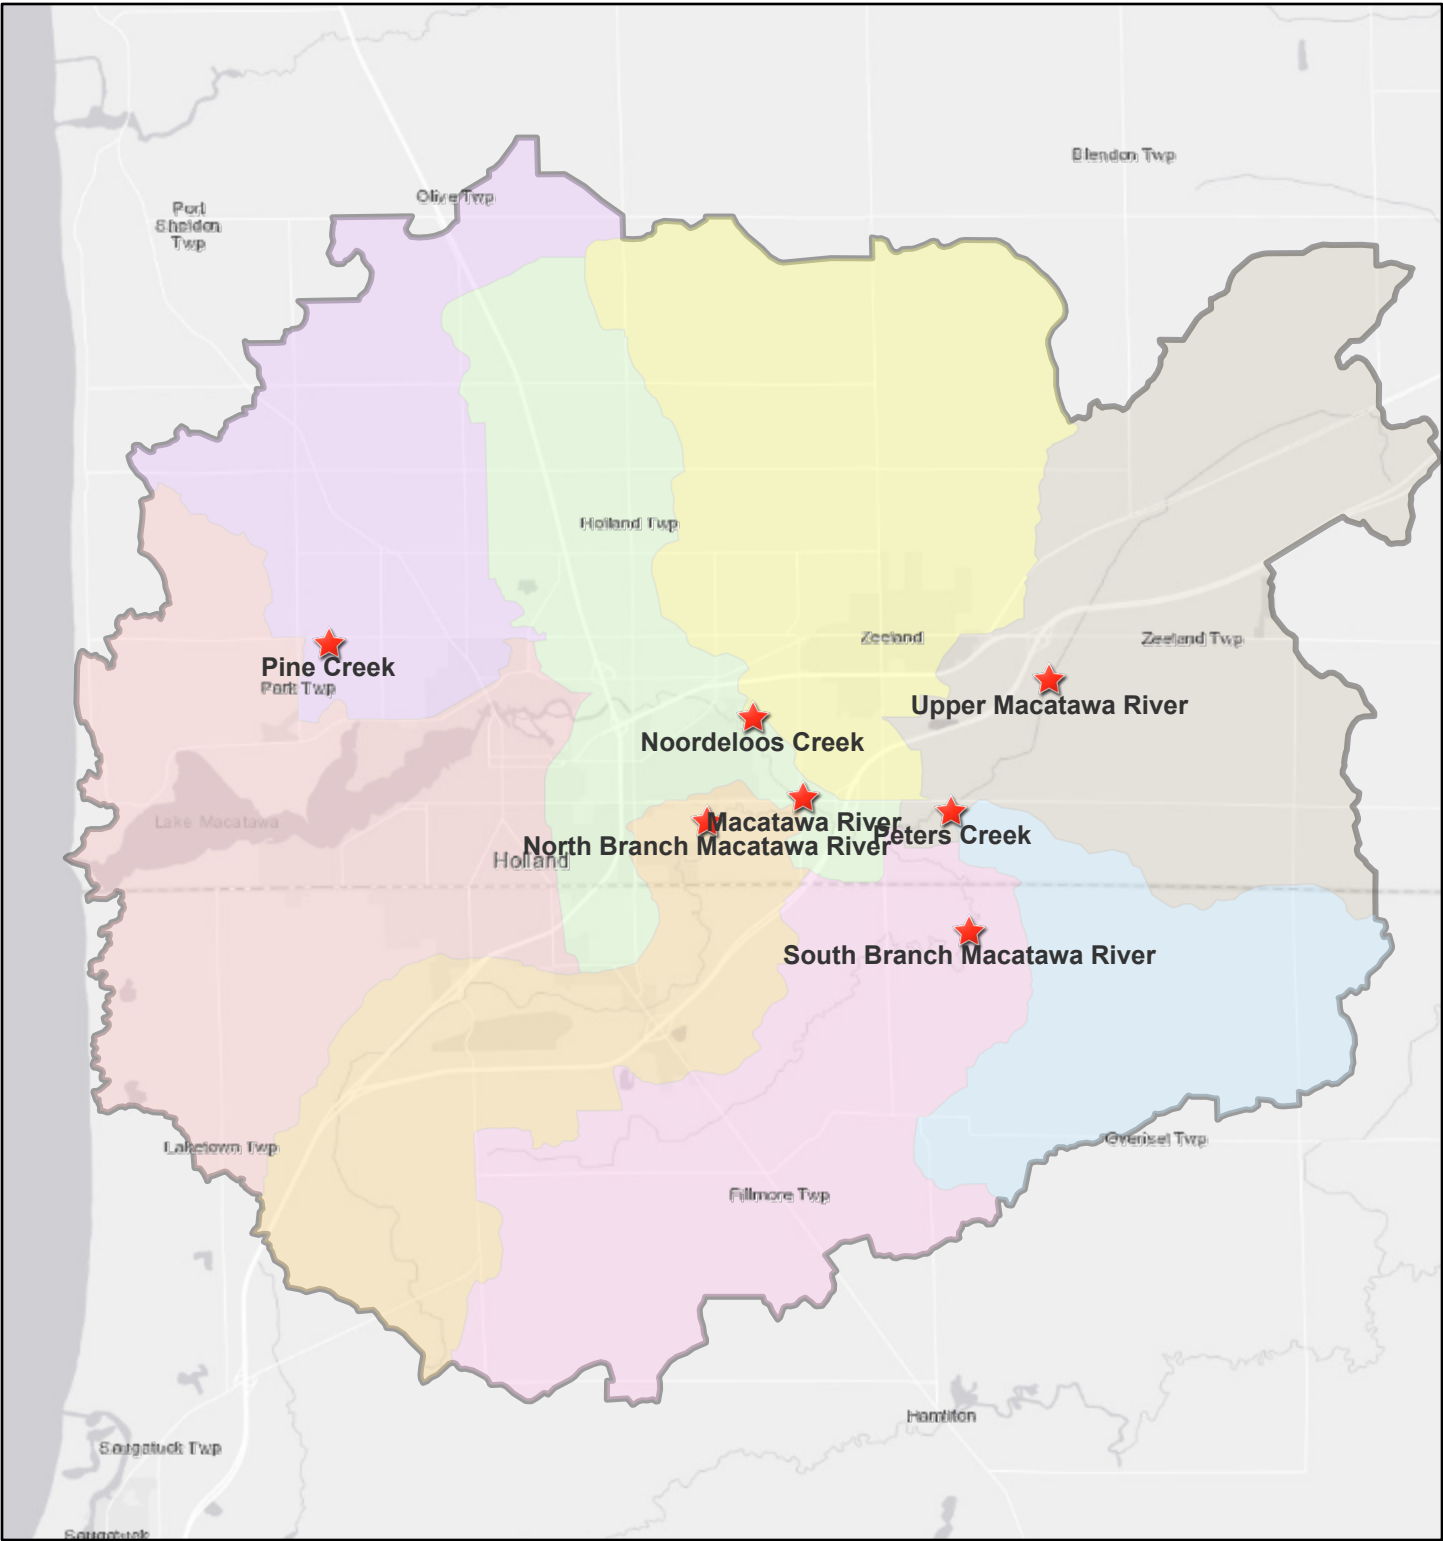 Blendon Twp
Olive Twp
Port
Sheldon
Twp
Holland Twp
Zeeland
Zeeland Twp
Pine Creek
Park Twp
Upper Macatawa River
Noordeloos Creek
Lake Macatawa
Macatawa River
Peters Creek
North Branch Macatawa River
Holland
South Branch Macatawa River
Overisel Twp
Laketown Twp
Fillmore Twp
Hamilton
Saugatuck Twp
Saugatuck